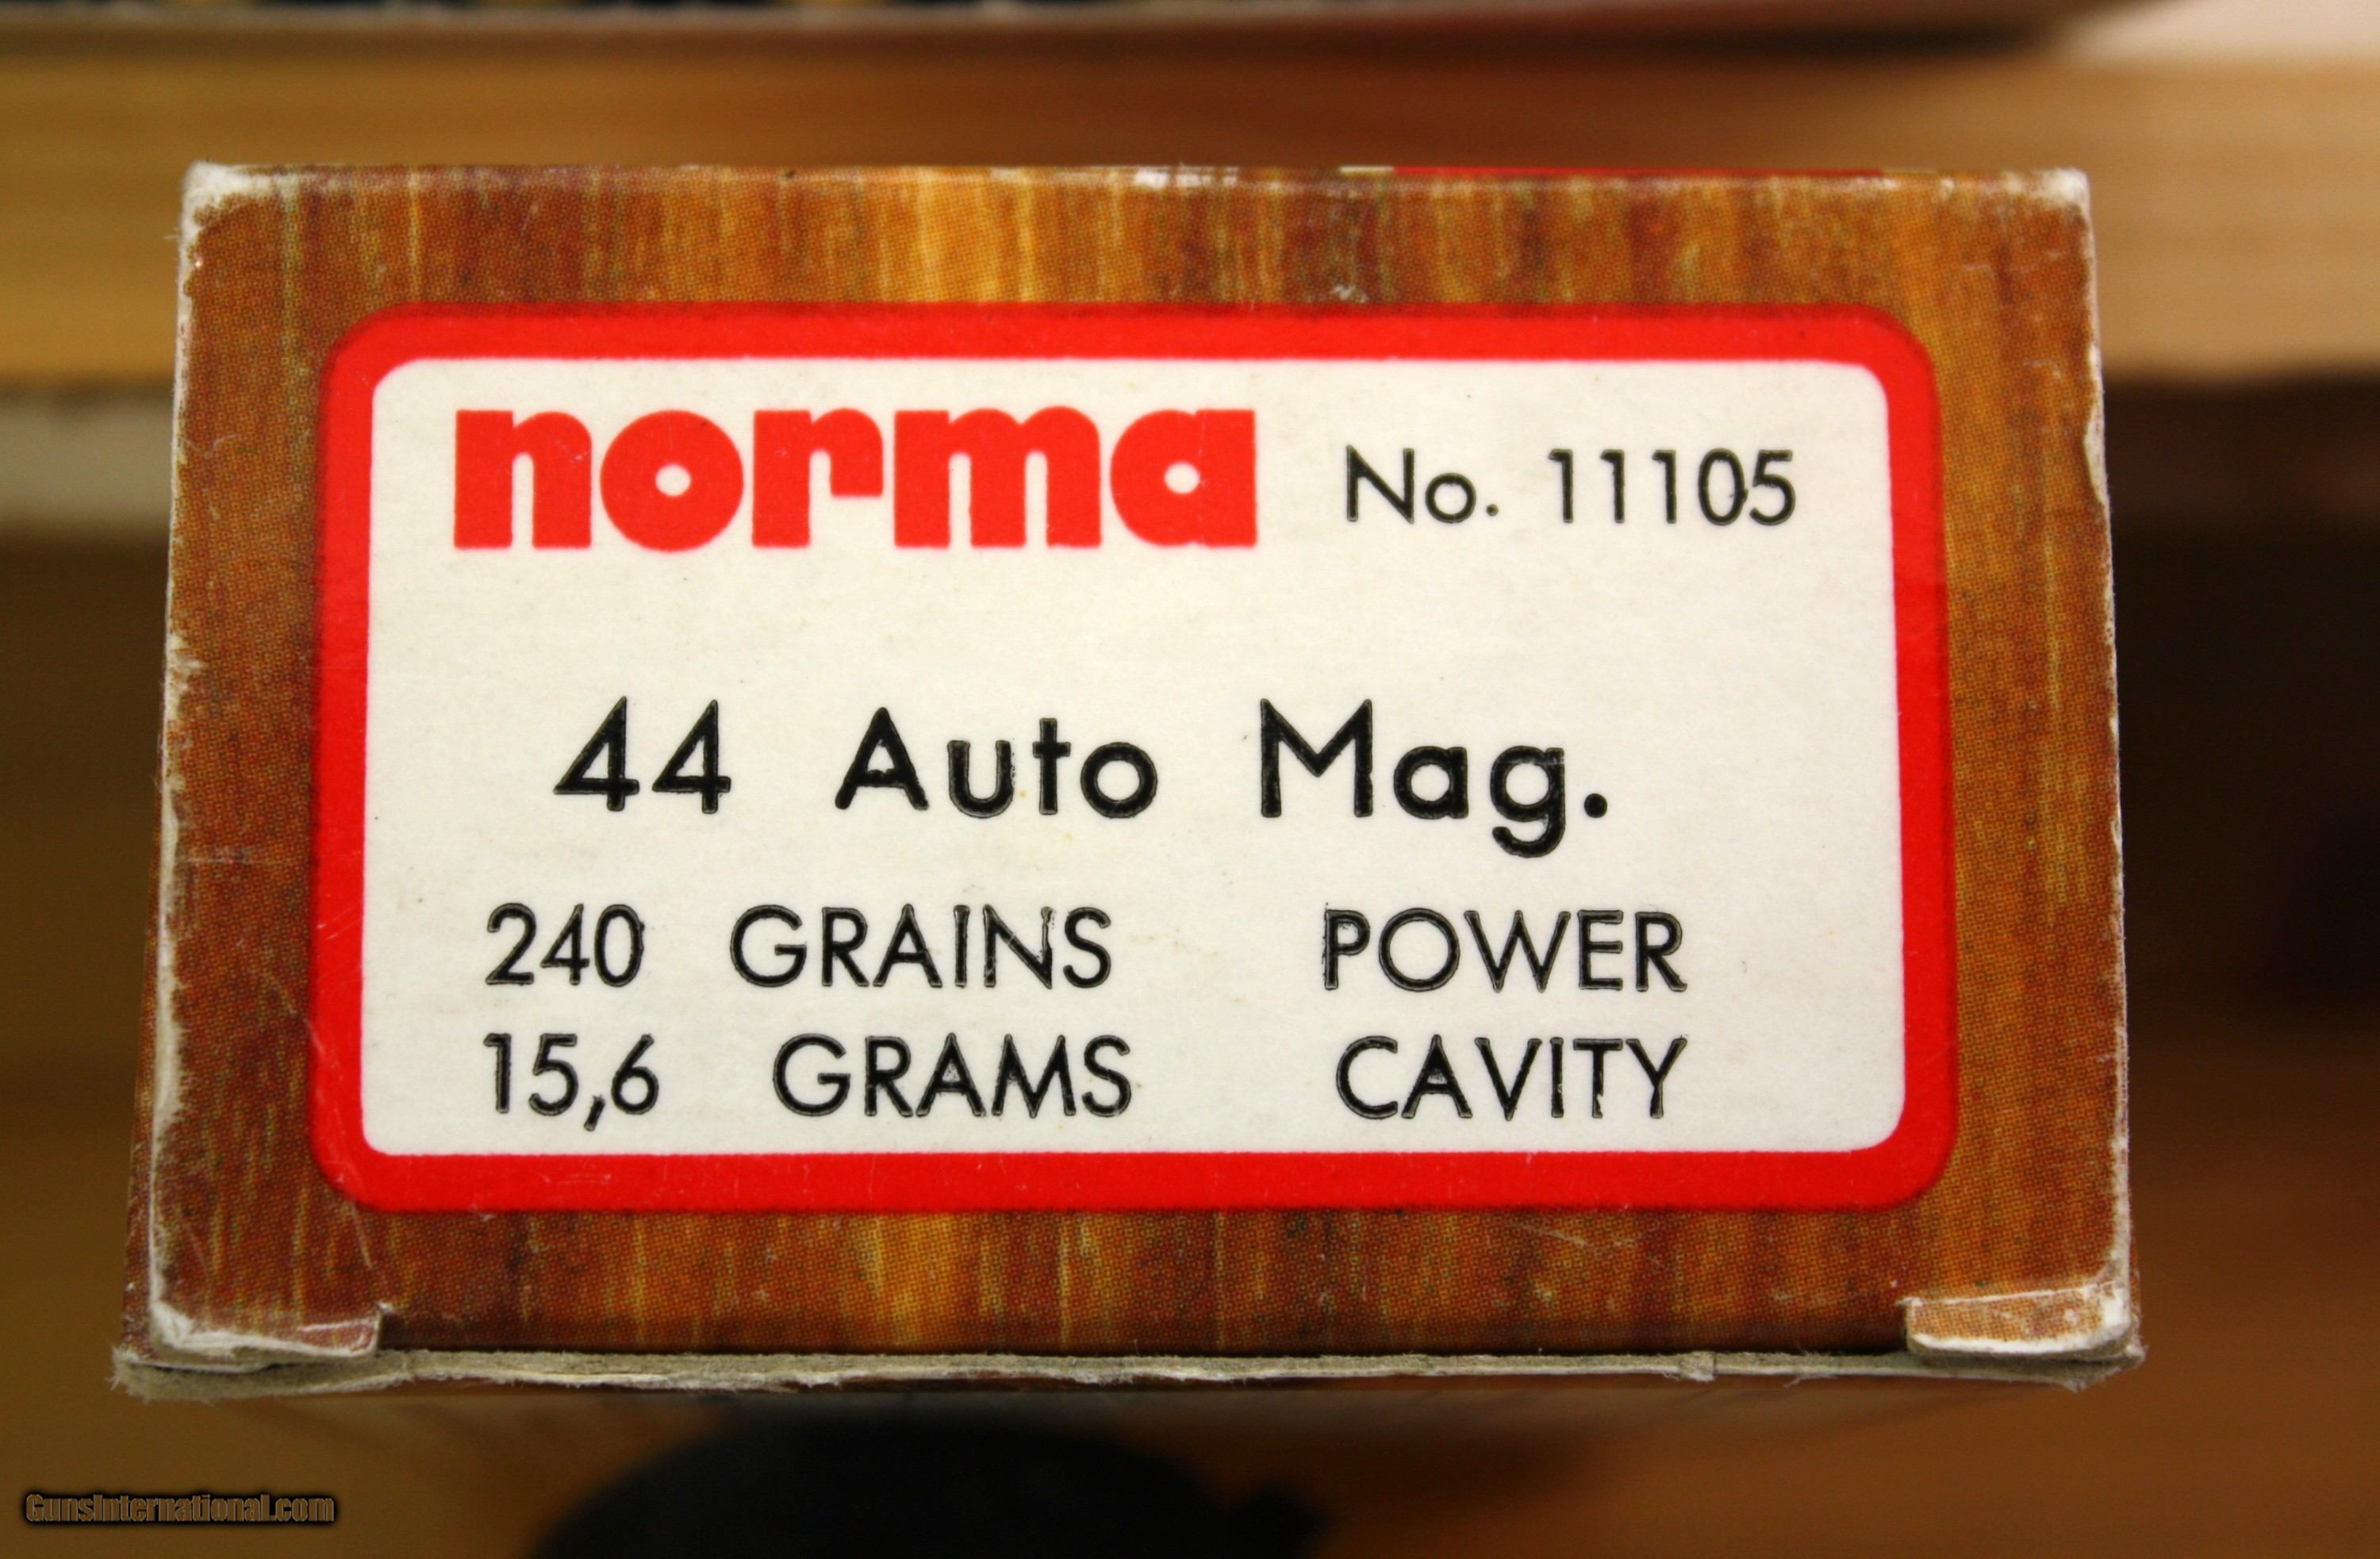 norma No. 11105
44 Auto Mag.
240 GRAINS POWER
15,6 GRAMS CAVITY
GunsInternational.com